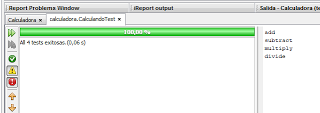 Report Problems Window
iReport output
Salida - Calculadora (te
Calculadora
calculadora.CalculandoTest
100,00 %
All 4 tests exitosas.(0,06 s)
add
subtract
multiply
divide